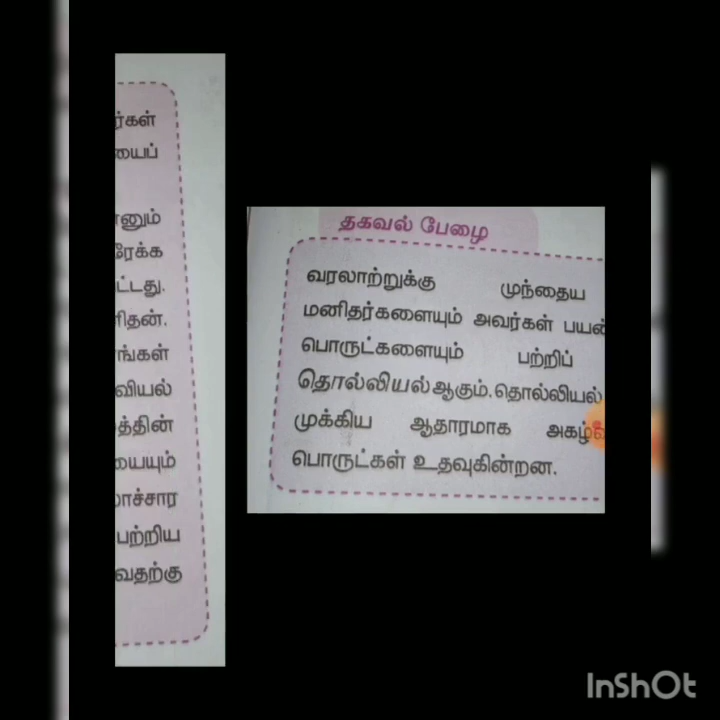 ர்கள்
யைப்
னும்
ரேக்க
ட்டது.
ரிதன்.
ங்கள்
வியல்
த்தின்
யையும்
ாச்சார
பற்றிய
வதற்கு
தகவல் பேழை
வரலாற்றுக்கு முந்தைய
மனிதர்களையும் அவர்கள் பயன்
பொருட்களையும் பற்றிப்
தொல்லியல் ஆகும். தொல்லியல்
முக்கிய ஆதாரமாக அகழ்
பொருட்கள் உதவுகின்றன.
InShOt